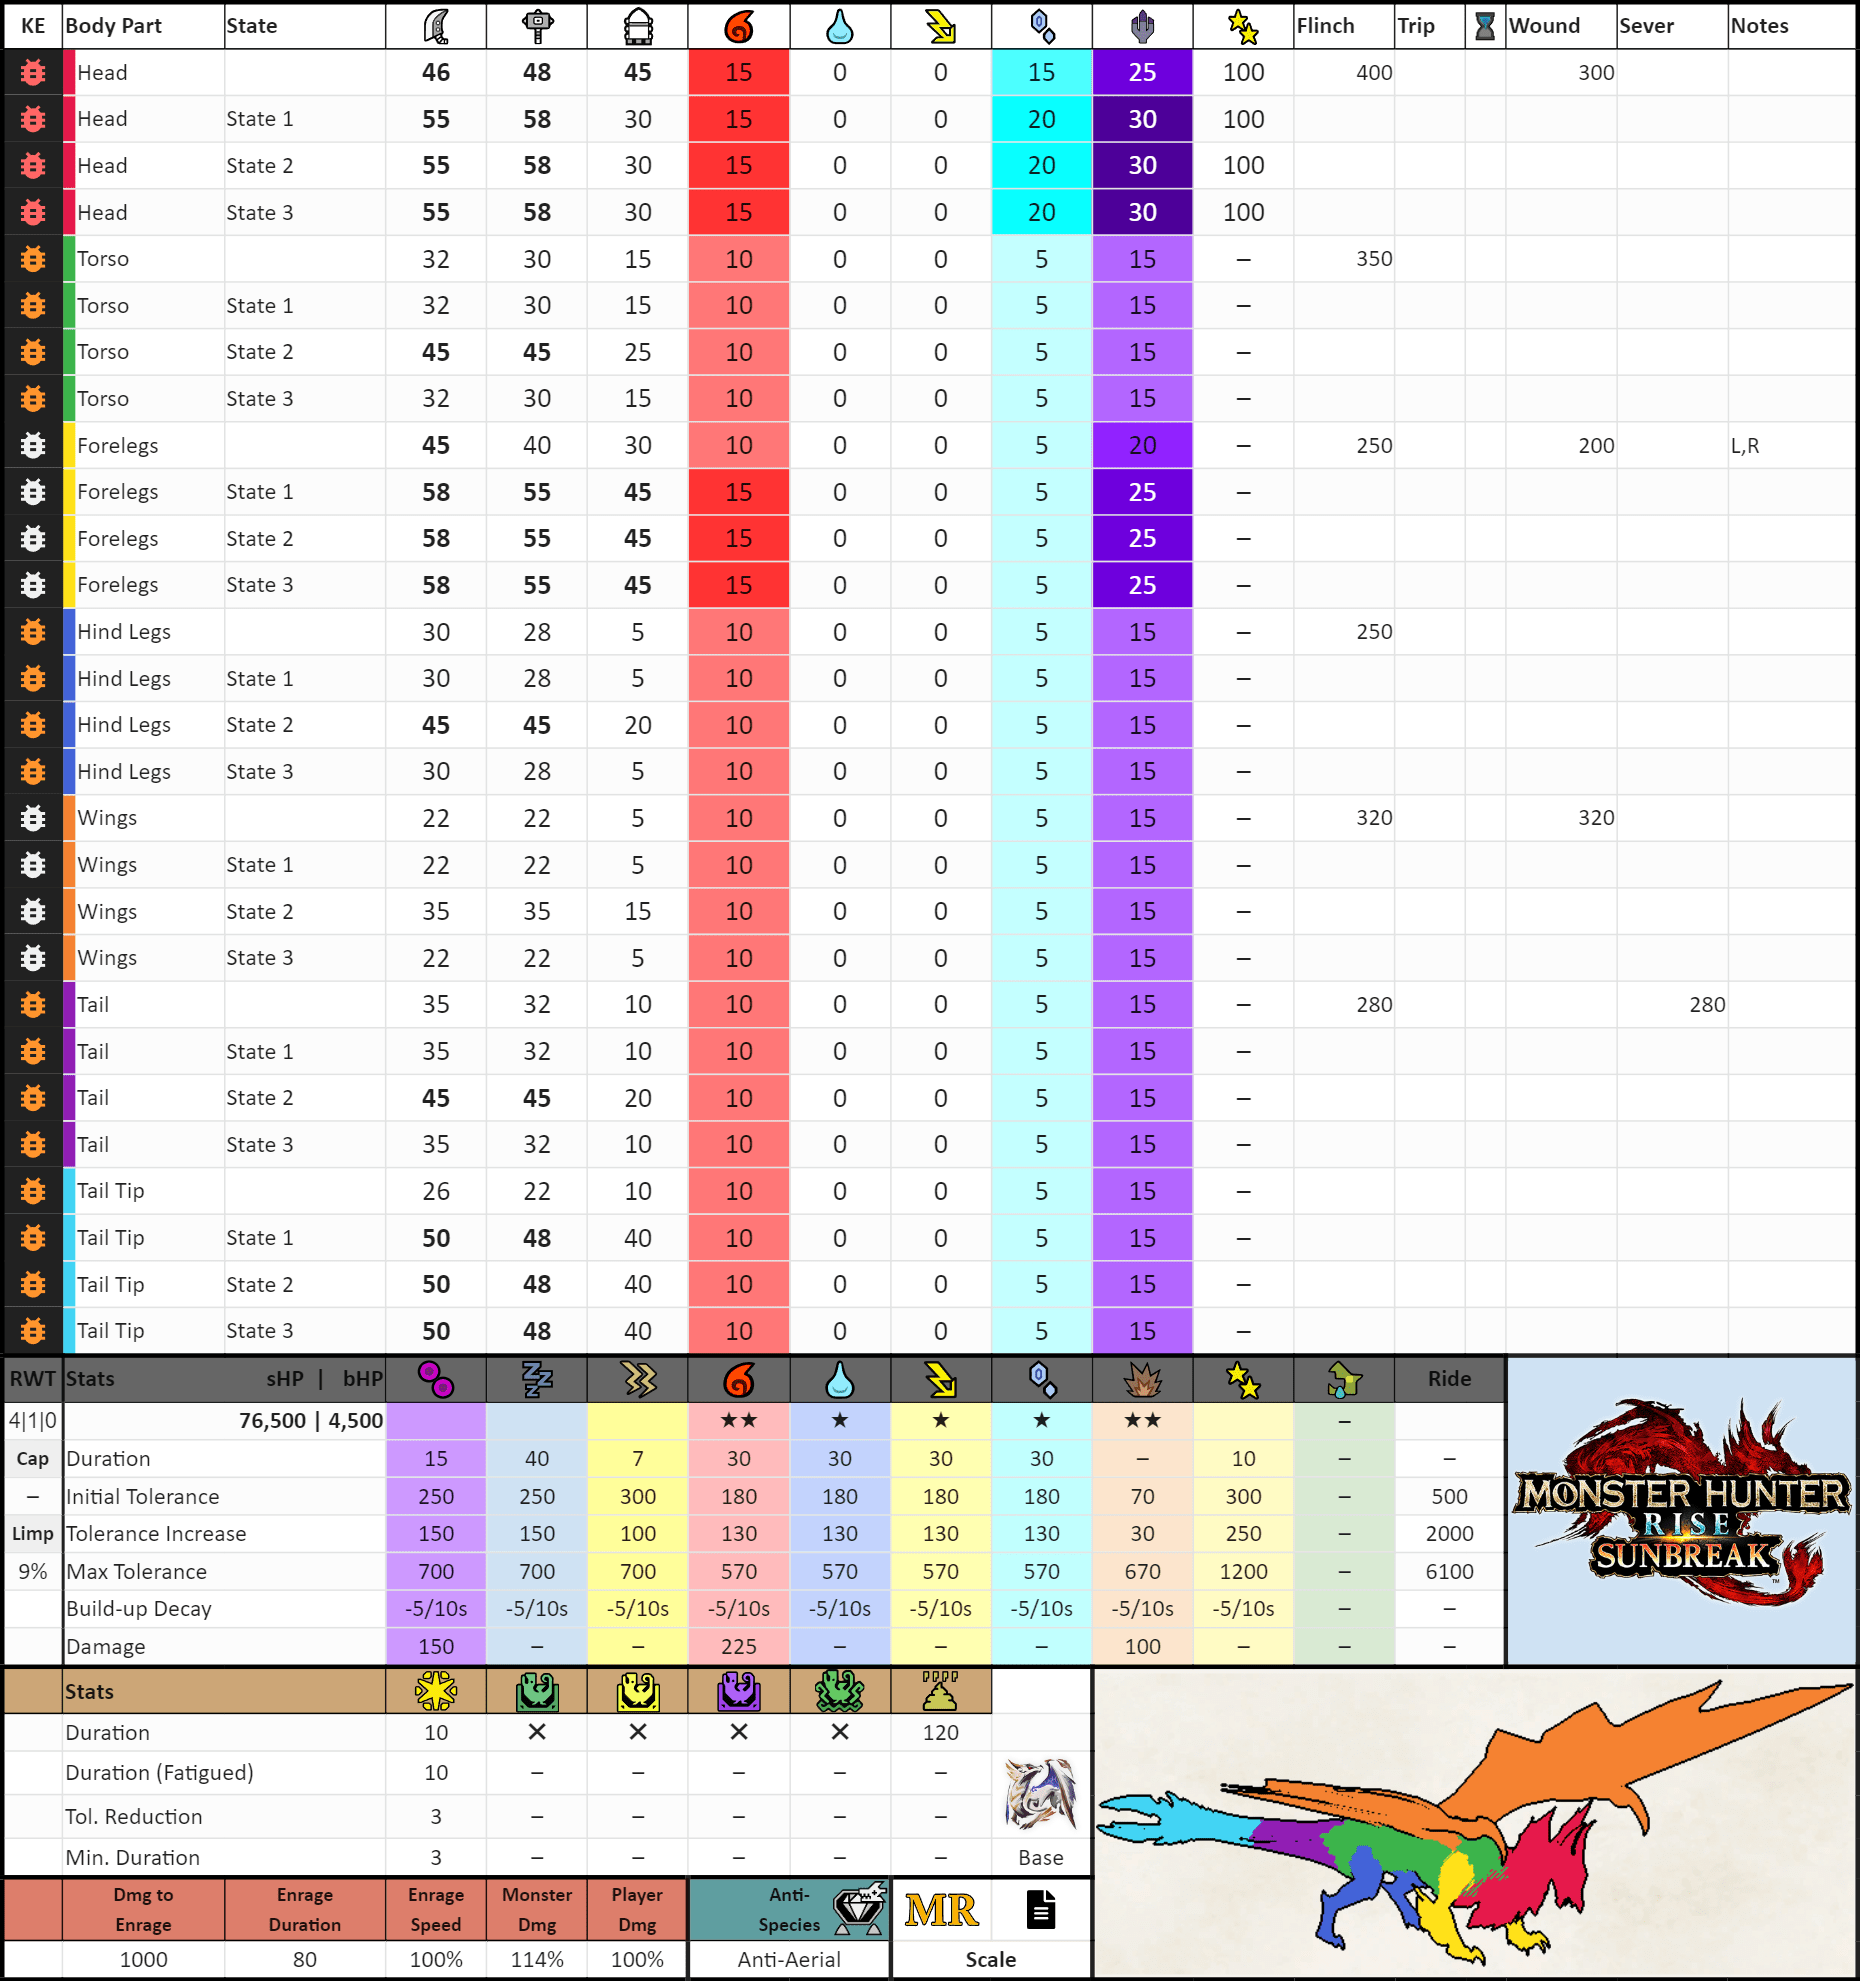 KE Body Part State Flinch Trip Wound Sever Notes
Head 46 48 45 15 0 0 15 25 100 400 300
Head State 1 55 58 30 15 0 0 20 30 100
Head State 2 55 58 30 15 0 0 20 30 100
Head State 3 55 58 30 15 0 0 20 30 100
Torso 32 30 15 10 0 0 5 15 – 350
Torso State 1 32 30 15 10 0 0 5 15 –
Torso State 2 45 45 25 10 0 0 5 15 –
Torso State 3 32 30 15 10 0 0 5 15 –
Forelegs 45 40 30 10 0 0 5 20 – 250 200 L,R
Forelegs State 1 58 55 45 15 0 0 5 25 –
Forelegs State 2 58 55 45 15 0 0 5 25 –
Forelegs State 3 58 55 45 15 0 0 5 25 –
Hind Legs 30 28 5 10 0 0 5 15 – 250
Hind Legs State 1 30 28 5 10 0 0 5 15 –
Hind Legs State 2 45 45 20 10 0 0 5 15 –
Hind Legs State 3 30 28 5 10 0 0 5 15 –
Wings 22 22 5 10 0 0 5 15 – 320 320
Wings State 1 22 22 5 10 0 0 5 15 –
Wings State 2 35 35 15 10 0 0 5 15 –
Wings State 3 22 22 5 10 0 0 5 15 –
Tail 35 32 10 10 0 0 5 15 – 280 280
Tail State 1 35 32 10 10 0 0 5 15 –
Tail State 2 45 45 20 10 0 0 5 15 –
Tail State 3 35 32 10 10 0 0 5 15 –
Tail Tip 26 22 10 10 0 0 5 15 –
Tail Tip State 1 50 48 40 10 0 0 5 15 –
Tail Tip State 2 50 48 40 10 0 0 5 15 –
Tail Tip State 3 50 48 40 10 0 0 5 15 –
RWT Stats sHP | bHP Ride
4|1|0 76,500 | 4,500 ★★ ★ ★ ★ ★★ –
Cap Duration 15 40 7 30 30 30 30 – 10 – –
– Initial Tolerance 250 250 300 180 180 180 180 70 300 – 500
Limp Tolerance Increase 150 150 100 130 130 130 130 30 250 – 2000
9% Max Tolerance 700 700 700 570 570 570 570 670 1200 – 6100
Build-up Decay -5/10s -5/10s -5/10s -5/10s -5/10s -5/10s -5/10s -5/10s -5/10s – –
Damage 150 – – 225 – – – 100 – – –
MONSTER HUNTER
RISE
SUNBREAK
™
Stats
Duration 10 ✕ ✕ ✕ ✕ 120
Duration (Fatigued) 10 – – – – –
Tol. Reduction 3 – – – – –
Min. Duration 3 – – – – – Base
Dmg to Enrage Enrage Monster Player Anti- MR
Enrage Duration Speed Dmg Dmg Species
1000 80 100% 114% 100% Anti-Aerial Scale